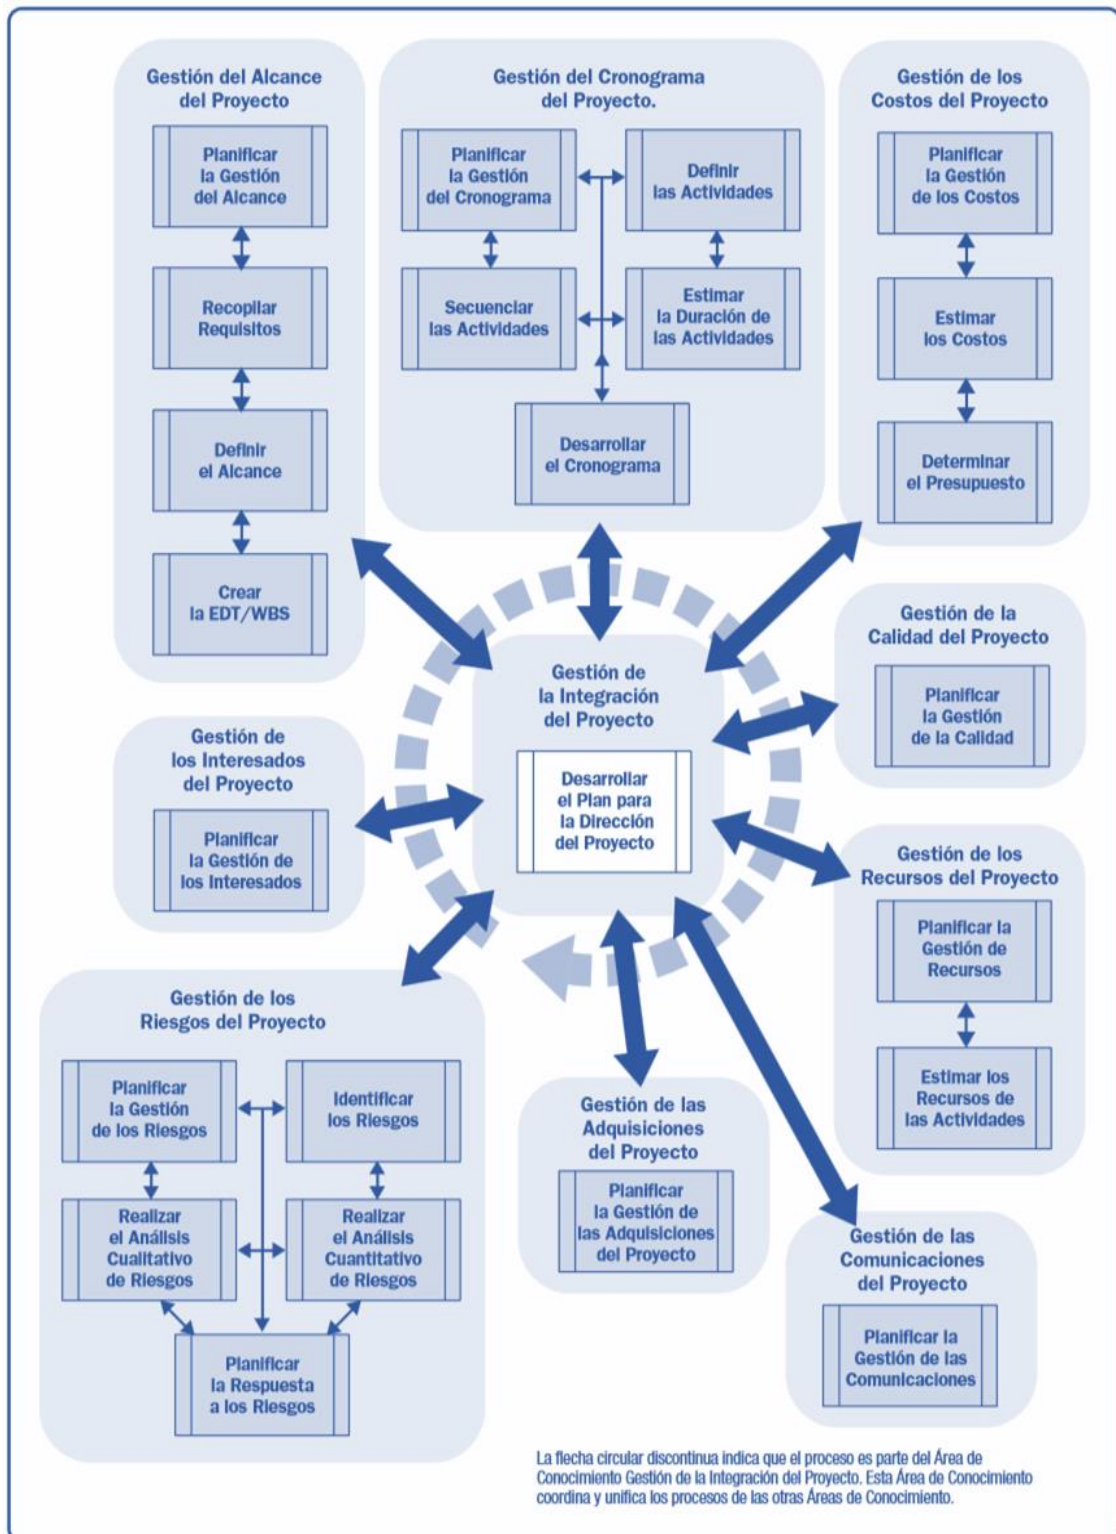 Gestión del Alcance
del Proyecto
Planificar
la Gestión
del Alcance
Recopilar
Requisitos
Definir
el Alcance
Crear
la EDT/WBS
Gestión del Cronograma
del Proyecto.
Planificar
la Gestión
del Cronograma
Definir
las Actividades
Secuenciar
las Actividades
Estimar
la Duración de
las Actividades
Desarrollar
el Cronograma
Gestión de los
Costos del Proyecto
Planificar
la Gestión
de los Costos
Estimar
los Costos
Determinar
el Presupuesto
Gestión de la
Calidad del Proyecto
Planificar
la Gestión
de la Calidad
Gestión de
la Integración
del Proyecto
Desarrollar
el Plan para
la Dirección
del Proyecto
Gestión de
los Interesados
del Proyecto
Planificar
la Gestión de
los Interesados
Gestión de los
Recursos del Proyecto
Planificar la
Gestión de
Recursos
Estimar los
Recursos de
las Actividades
Gestión de los
Riesgos del Proyecto
Planificar
la Gestión
de los Riesgos
Identificar
los Riesgos
Realizar
el Análisis
Cualitativo
de Riesgos
Realizar
el Análisis
Cuantitativo
de Riesgos
Planificar
la Respuesta
a los Riesgos
Gestión de las
Adquisiciones
del Proyecto
Planificar
la Gestión de
las Adquisiciones
del Proyecto
Gestión de las
Comunicaciones
del Proyecto
Planificar la
Gestión de las
Comunicaciones
La flecha circular discontinua indica que el proceso es parte del Área de
Conocimiento Gestión de la Integración del Proyecto. Esta Área de Conocimiento
coordina y unifica los procesos de las otras Áreas de Conocimiento.